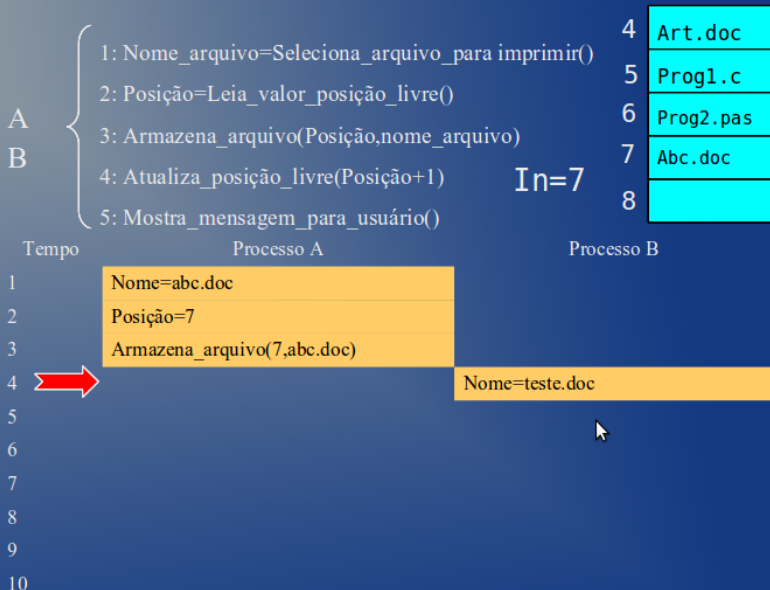 4 Art.doc
1: Nome_arquivo=Seleciona_arquivo_para imprimir()
5 Prog1.c
2: Posição=Leia_valor_posição_livre()
6 Prog2.pas
A
3: Armazena_arquivo(Posição,nome_arquivo)
B
7 Abc.doc
4: Atualiza_posição_livre(Posição+1)
In=7
8
5: Mostra_mensagem_para_usuário()
Tempo Processo A Processo B
1 Nome=abc.doc
2 Posição=7
3 Armazena_arquivo(7,abc.doc)
4 Nome=teste.doc
5
6
7
8
9
10